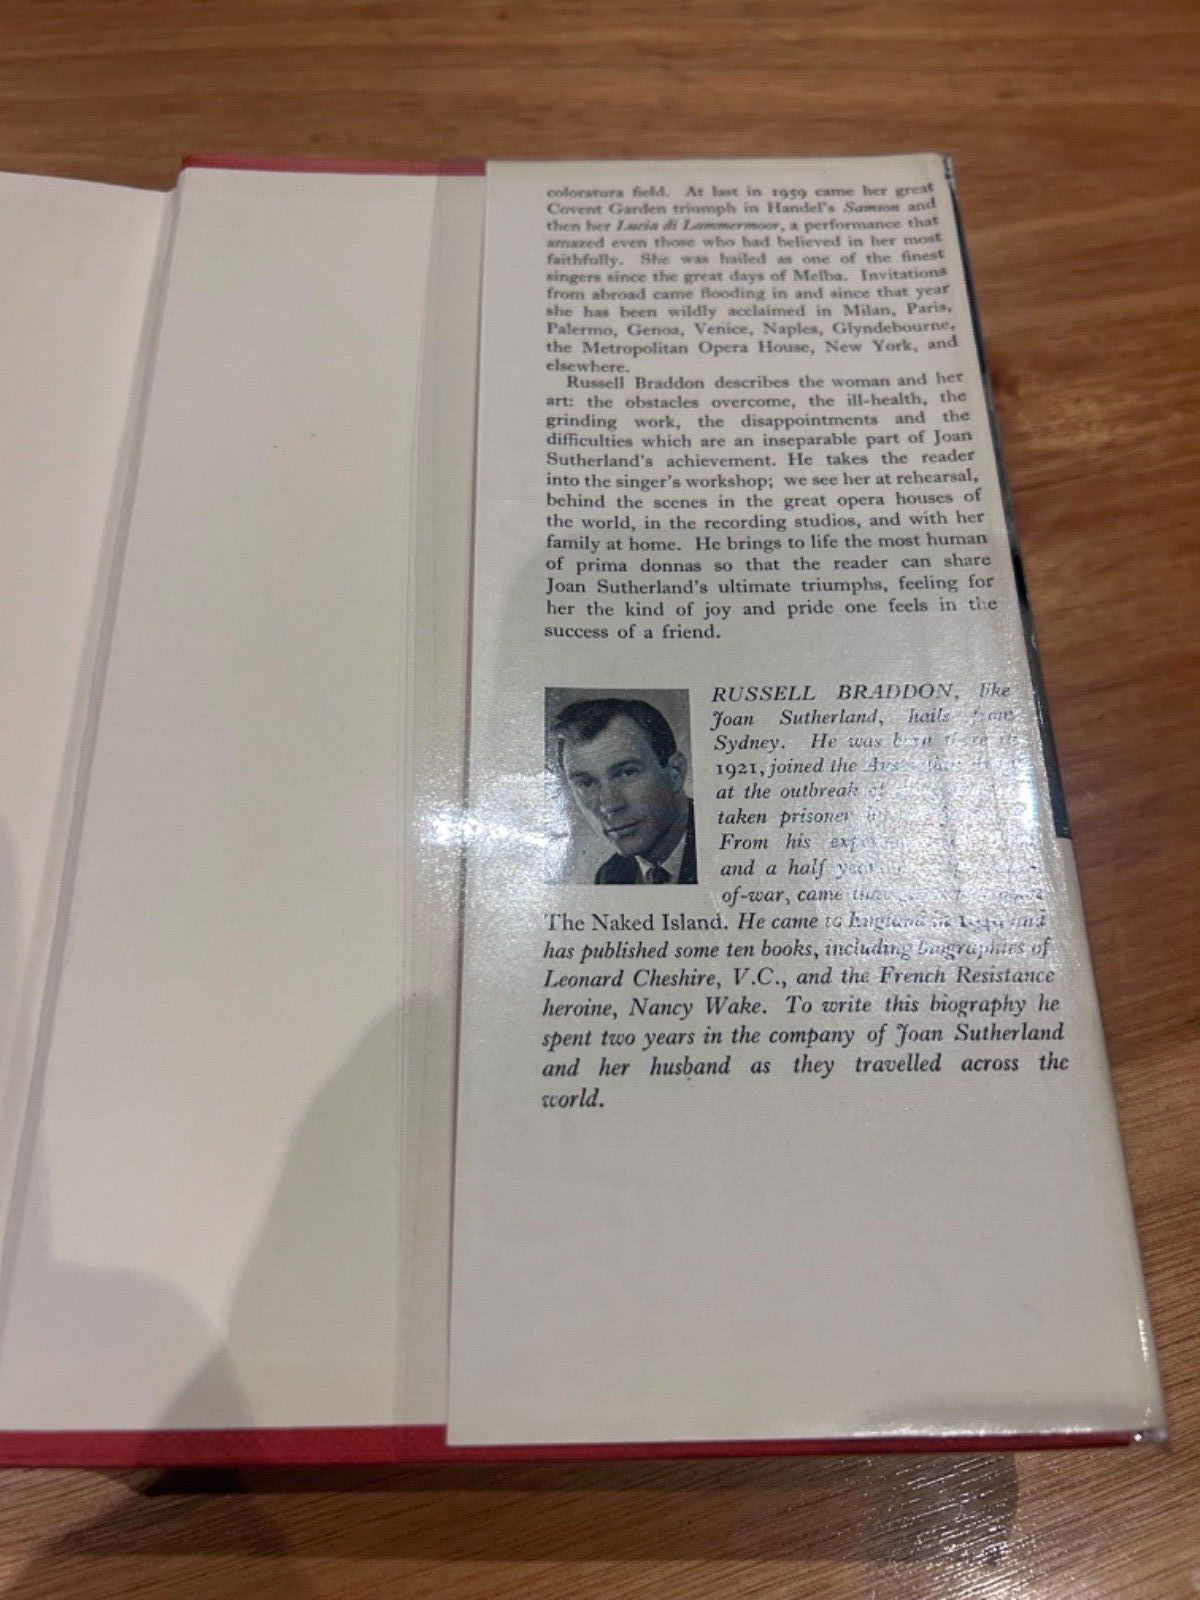 coloratura field. At last in 1959 came her great
Covent Garden triumph in Handel's Samson and
then her Lucia di Lammermoor, a performance that
amazed even those who had believed in her most
faithfully. She was hailed as one of the finest
singers since the great days of Melba. Invitations
from abroad came flooding in and since that year
she has been wildly acclaimed in Milan, Paris,
Palermo, Genoa, Venice, Naples, Glyndebourne,
the Metropolitan Opera House, New York, and
elsewhere.
Russell Braddon describes the woman and her
art: the obstacles overcome, the ill-health, the
grinding work, the disappointments and the
difficulties which are an inseparable part of Joan
Sutherland's achievement. He takes the reader
into the singer's workshop; we see her at rehearsal,
behind the scenes in the great opera houses of
the world, in the recording studios, and with her
family at home. He brings to life the most human
of prima donnas so that the reader can share
Joan Sutherland's ultimate triumphs, feeling for
her the kind of joy and pride one feels in the
success of a friend.
RUSSELL BRADDON, like
Joan Sutherland, hails from
Sydney. He was born there in
1921, joined the
at the outbreak of
taken prisoner
From his
and a half
of-war, came
The Naked Island. He came to England in and
has published some ten books, including biographies of
Leonard Cheshire, V.C., and the French Resistance
heroine, Nancy Wake. To write this biography he
spent two years in the company of Joan Sutherland
and her husband as they travelled across the
world.